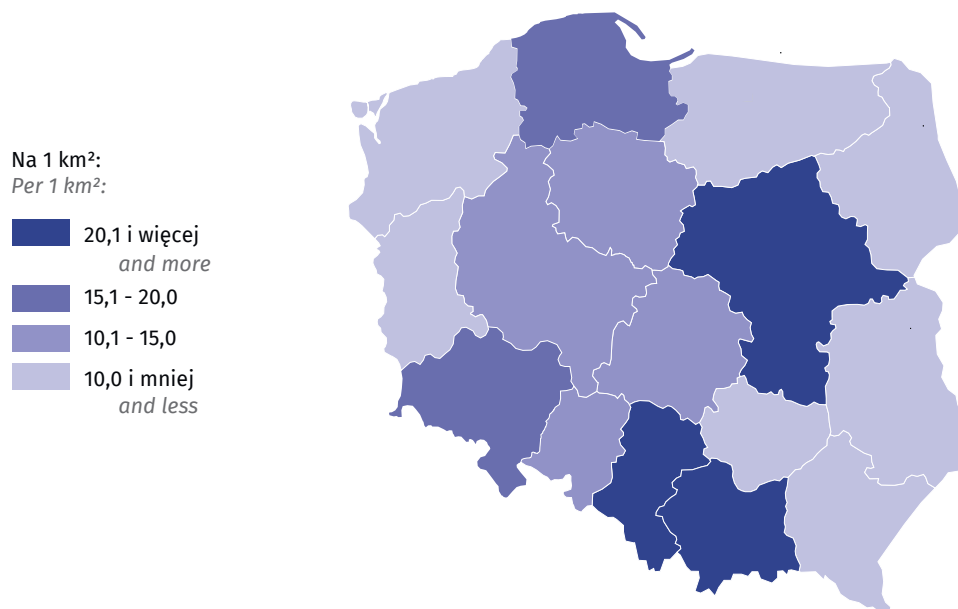 Na 1 km²:
Per 1 km²:
20,1 i więcej
and more
15,1 - 20,0
10,1 - 15,0
10,0 i mniej
and less